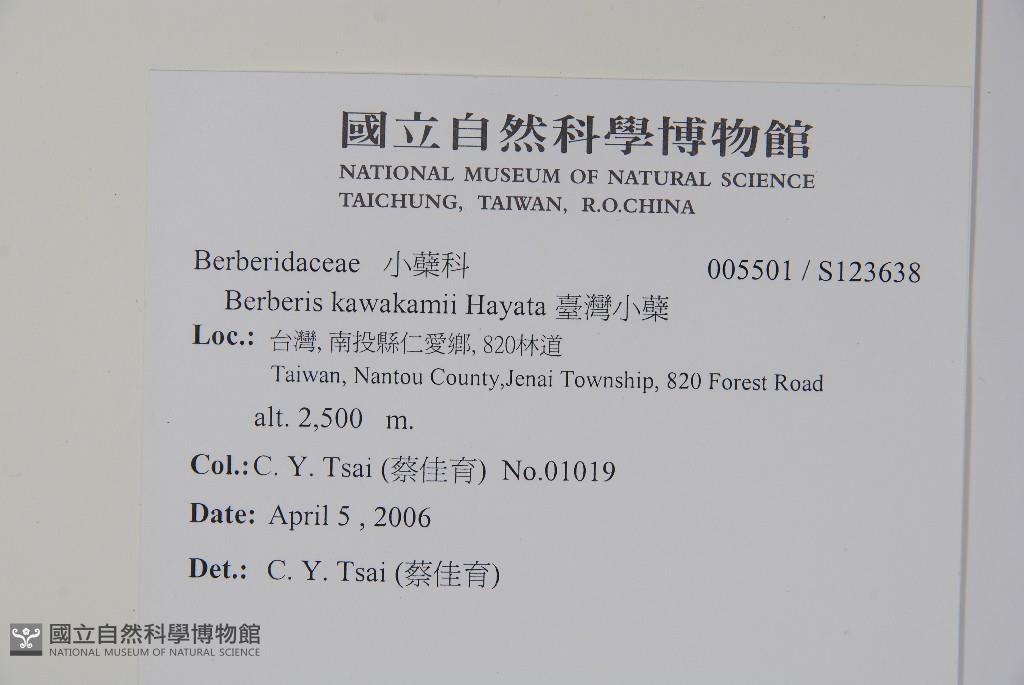 國立自然科學博物館
NATIONAL MUSEUM OF NATURAL SCIENCE
TAICHUNG, TAIWAN, R.O.CHINA
Berberidaceae 小蘗科 005501 / S123638
Berberis kawakamii Hayata 臺灣小蘗
Loc.: 台灣, 南投縣仁愛鄉, 820林道
Taiwan, Nantou County,Jenai Township, 820 Forest Road
alt. 2,500 m.
Col.: C. Y. Tsai (蔡佳育) No.01019
Date: April 5 , 2006
Det.: C. Y. Tsai (蔡佳育)
國立自然科學博物館
NATIONAL MUSEUM OF NATURAL SCIENCE